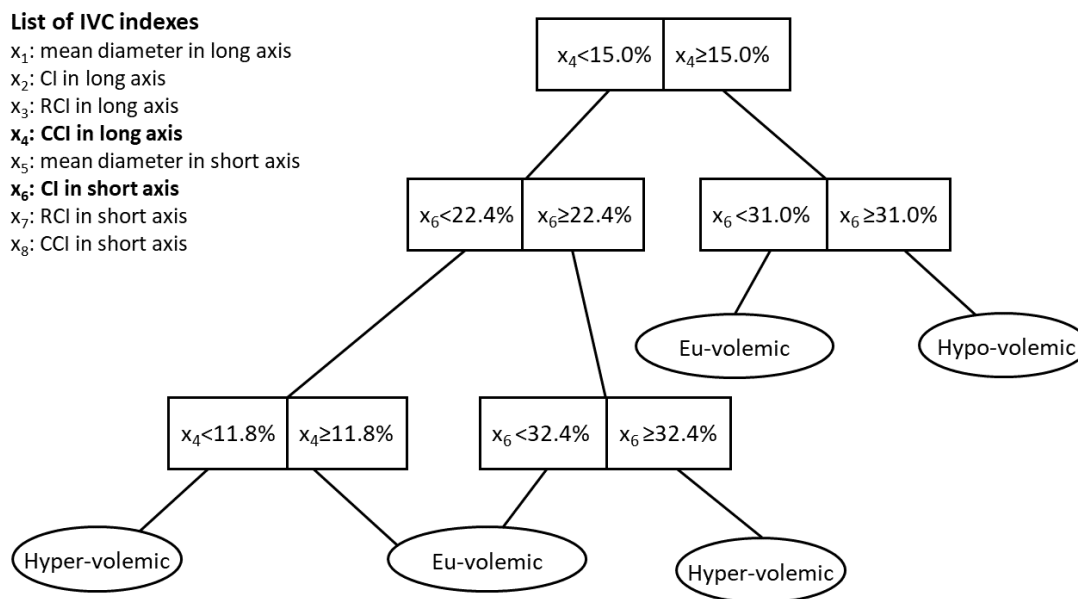 List of IVC indexes
x₁: mean diameter in long axis
x₂: CI in long axis
x₃: RCI in long axis
x₄: CCI in long axis
x₅: mean diameter in short axis
x₆: CI in short axis
x₇: RCI in short axis
x₈: CCI in short axis
x₄<15.0% x₄≥15.0%
x₆<22.4% x₆≥22.4%
x₆<31.0% x₆≥31.0%
Eu-volemic
Hypo-volemic
x₄<11.8% x₄≥11.8%
x₆<32.4% x₆≥32.4%
Hyper-volemic
Eu-volemic
Hyper-volemic